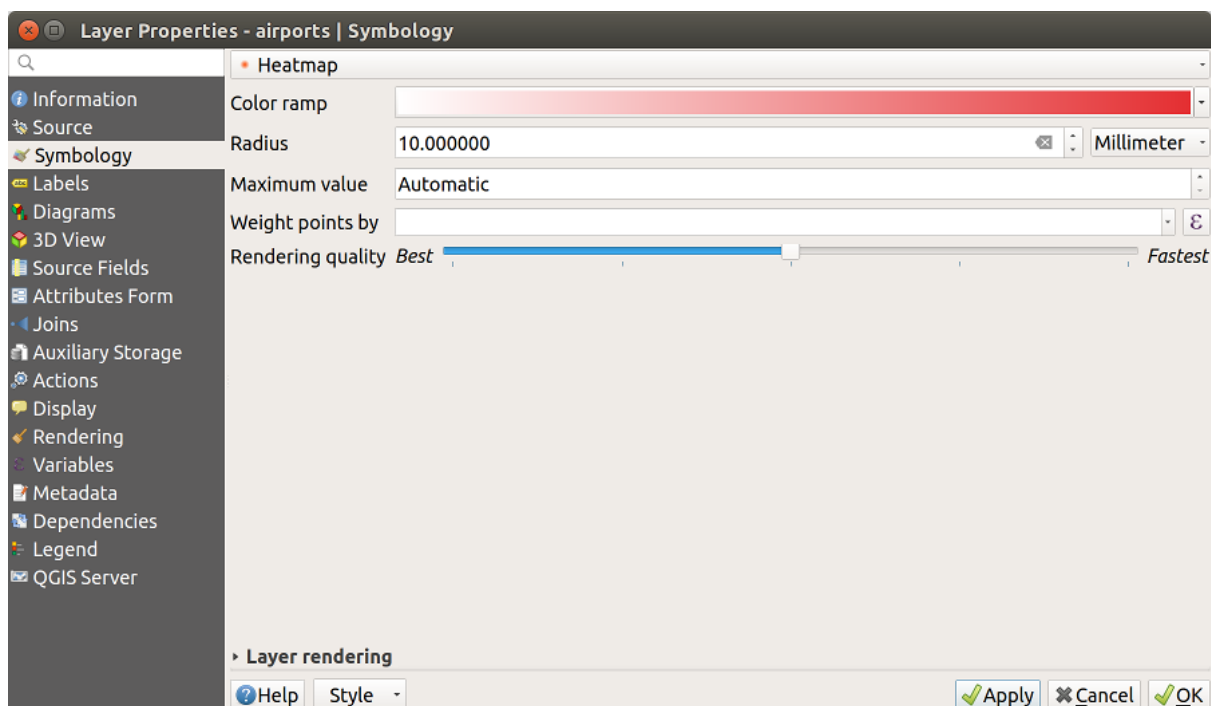 Layer Properties - airports | Symbology
Information
Source
Symbology
Labels
Diagrams
3D View
Source Fields
Attributes Form
Joins
Auxiliary Storage
Actions
Display
Rendering
Variables
Metadata
Dependencies
Legend
QGIS Server
Heatmap
Color ramp
Radius 10.000000 Millimeter
Maximum value Automatic
Weight points by ε
Rendering quality Best Fastest
Layer rendering
Help Style Apply Cancel OK